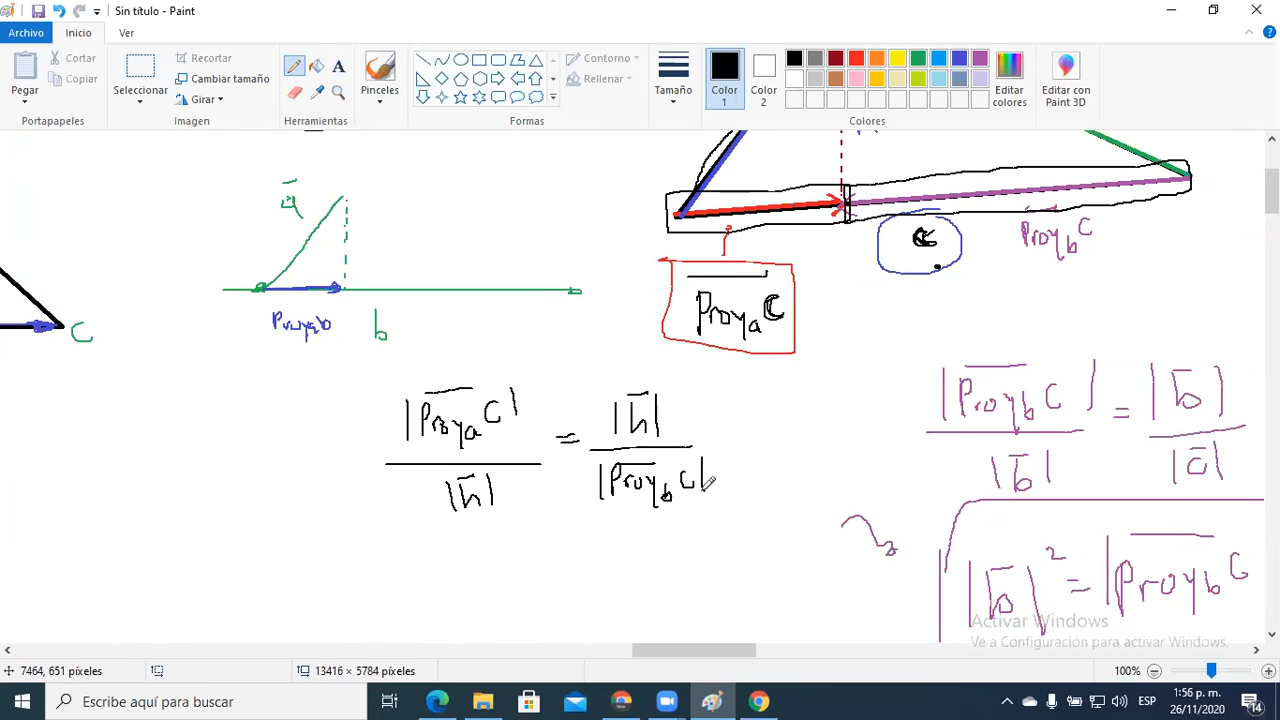 Sin título - Paint
Archivo Inicio Ver
Pegar
Cortar
Copiar
Portapapeles
Seleccionar
Recortar
Cambiar tamaño
Girar
Imagen
A
Herramientas
Pinceles
Contorno
Rellenar
Formas
Tamaño
Color 1
Color 2
Editar colores
Editar con Paint 3D
Colores
a
Proyab
b
C
Proy_b C
C
Proy_a C
|Proy_a C| / |h| = |h| / |Proy_b C|
|Proy_b C| / |b| = |b| / |c|
|b|² = |Proy_b C
Activar Windows
Ve a Configuración para activar Windows.
7464, 651 píxeles
13416 × 5784 píxeles
100%
Escribe aquí para buscar
ESP
1:56 p. m.
26/11/2020
14